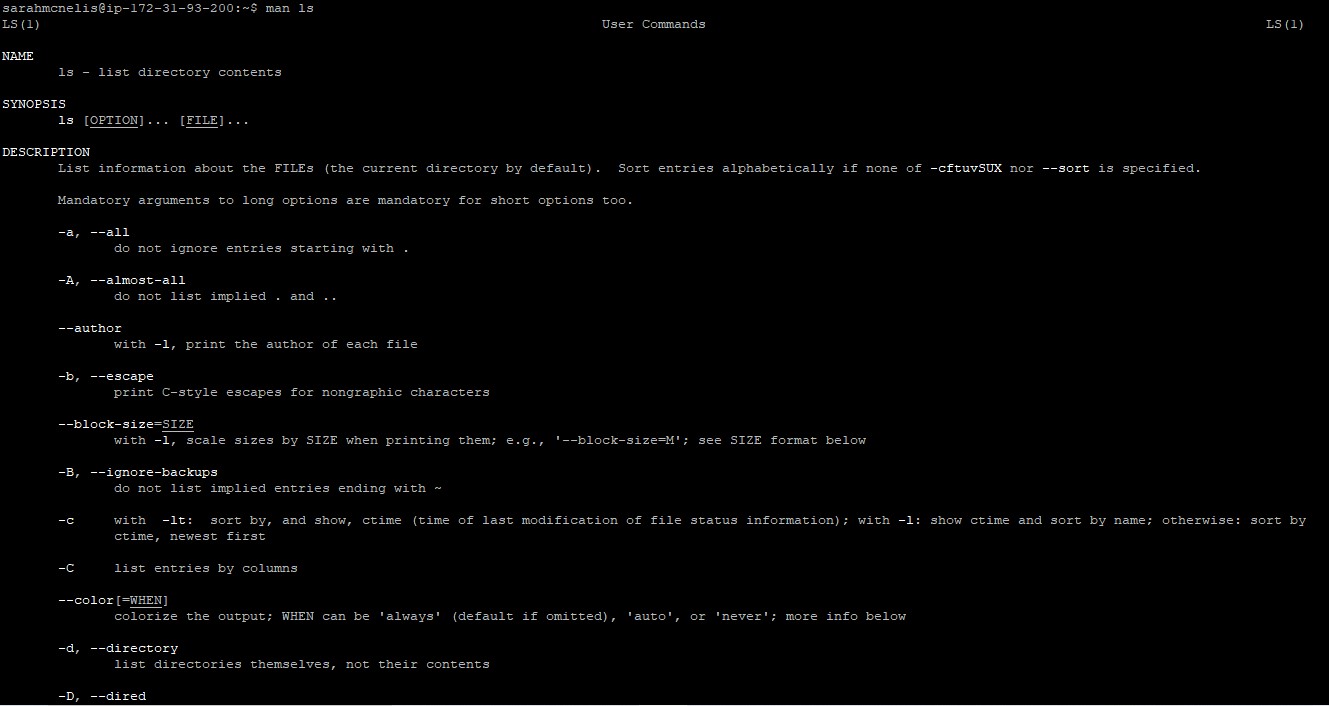 sarahmcnelis@ip-172-31-93-200:~$ man ls
LS(1) User Commands LS(1)
NAME
ls - list directory contents
SYNOPSIS
ls [OPTION]... [FILE]...
DESCRIPTION
List information about the FILEs (the current directory by default). Sort entries alphabetically if none of -cftuvSUX nor --sort is specified.
Mandatory arguments to long options are mandatory for short options too.
-a, --all
do not ignore entries starting with .
-A, --almost-all
do not list implied . and ..
--author
with -l, print the author of each file
-b, --escape
print C-style escapes for nongraphic characters
--block-size=SIZE
with -l, scale sizes by SIZE when printing them; e.g., '--block-size=M'; see SIZE format below
-B, --ignore-backups
do not list implied entries ending with ~
-c with -lt: sort by, and show, ctime (time of last modification of file status information); with -l: show ctime and sort by name; otherwise: sort by
ctime, newest first
-C list entries by columns
--color[=WHEN]
colorize the output; WHEN can be 'always' (default if omitted), 'auto', or 'never'; more info below
-d, --directory
list directories themselves, not their contents
-D, --dired